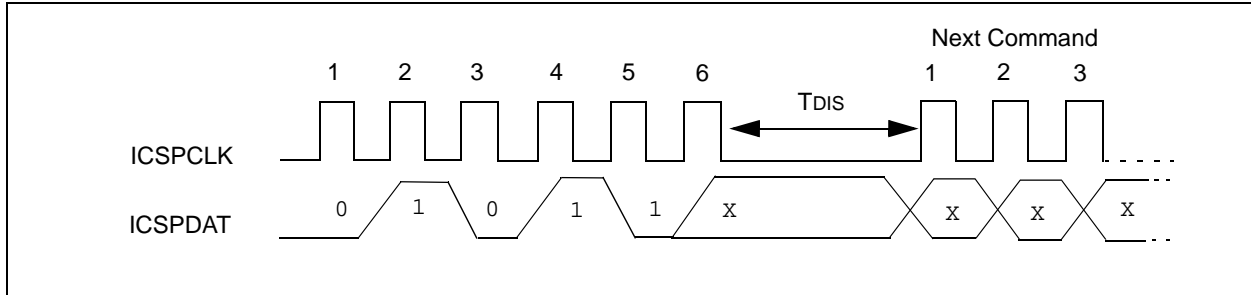 Next Command
1 2 3 4 5 6 1 2 3
TDIS
ICSPCLK
ICSPDAT 0 1 0 1 1 x x x x